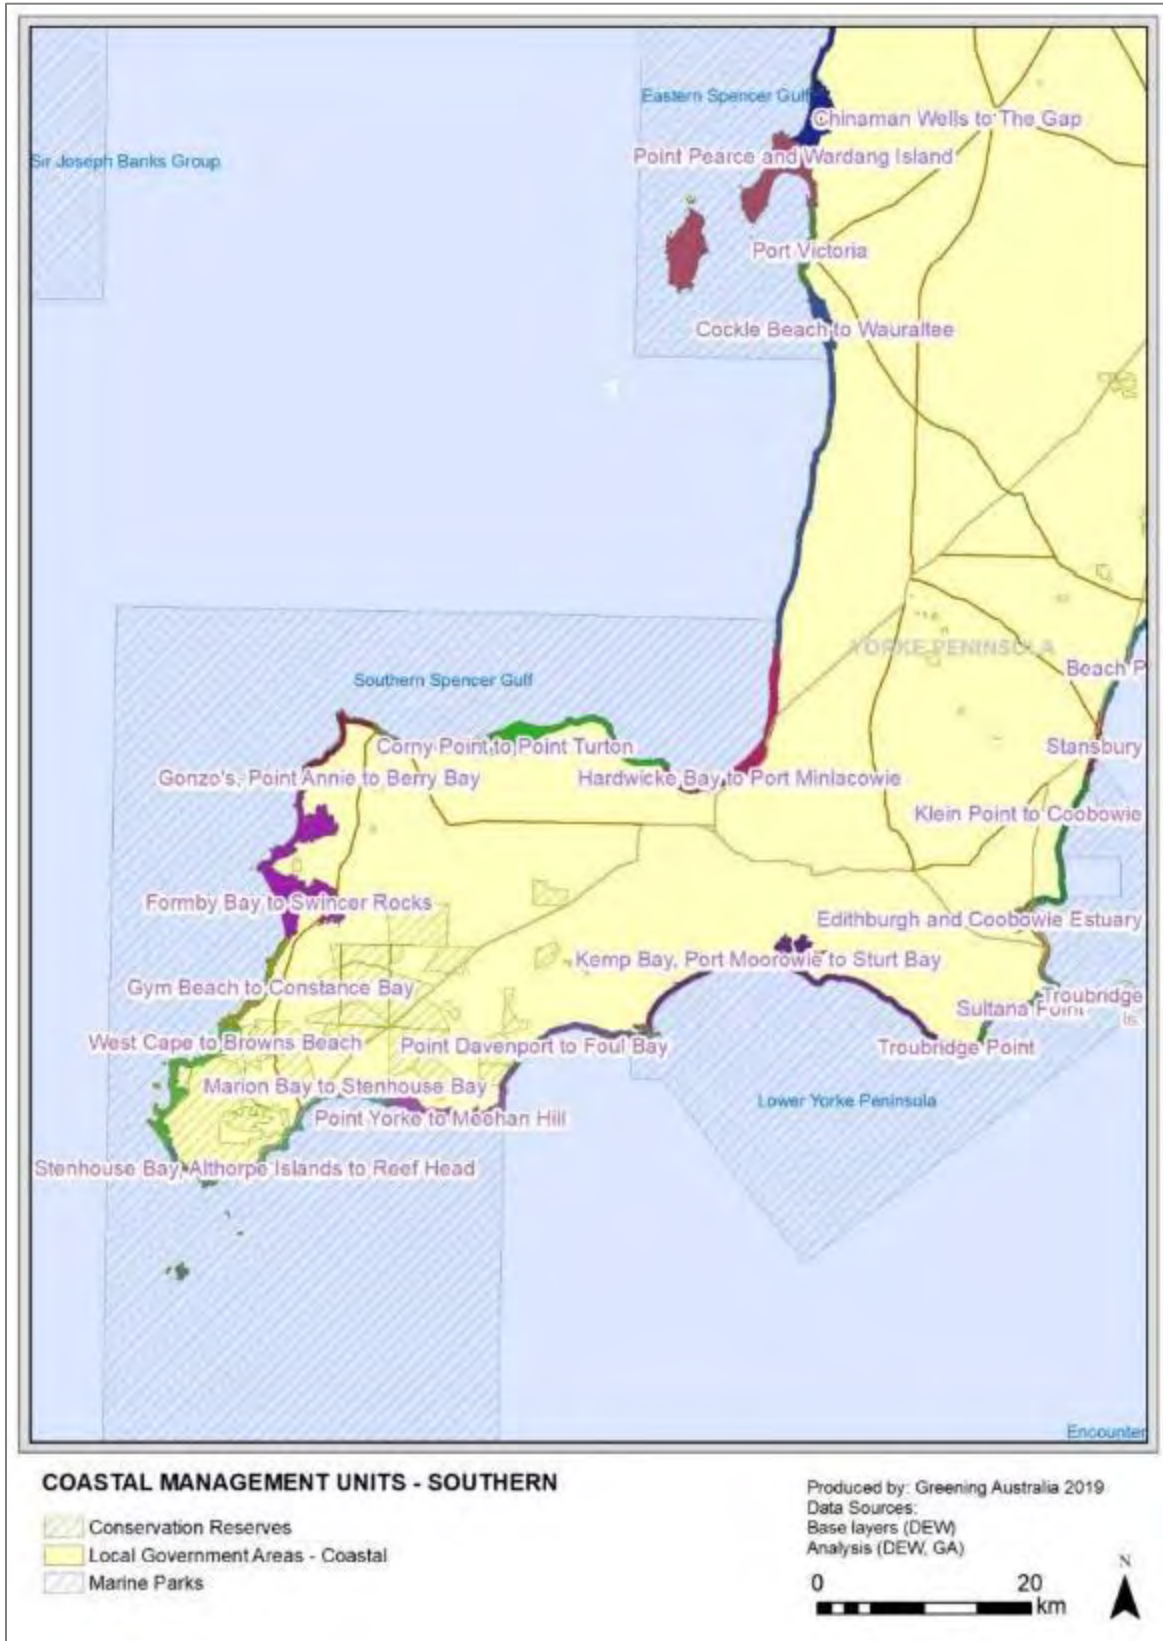 Eastern Spencer Gulf
Chinaman Wells to The Gap
Point Pearce and Wardang Island
Sir Joseph Banks Group
Port Victoria
Cockle Beach to Wauraltee
YORKE PENINSULA
Beach P
Southern Spencer Gulf
Stansbury
Corny Point to Point Turton
Gonzo's, Point Annie to Berry Bay
Hardwicke Bay to Port Minlacowie
Klein Point to Coobowie
Formby Bay to Swincer Rocks
Edithburgh and Coobowie Estuary
Kemp Bay, Port Moorowie to Sturt Bay
Gym Beach to Constance Bay
Troubridge
Is.
Sultana Point
West Cape to Browns Beach
Point Davenport to Foul Bay
Troubridge Point
Marion Bay to Stenhouse Bay
Lower Yorke Peninsula
Point Yorke to Meehan Hill
Stenhouse Bay, Althorpe Islands to Reef Head
Encounter
COASTAL MANAGEMENT UNITS - SOUTHERN
Conservation Reserves
Local Government Areas - Coastal
Marine Parks
Produced by: Greening Australia 2019
Data Sources:
Base layers (DEW)
Analysis (DEW, GA)
0 20
km
N